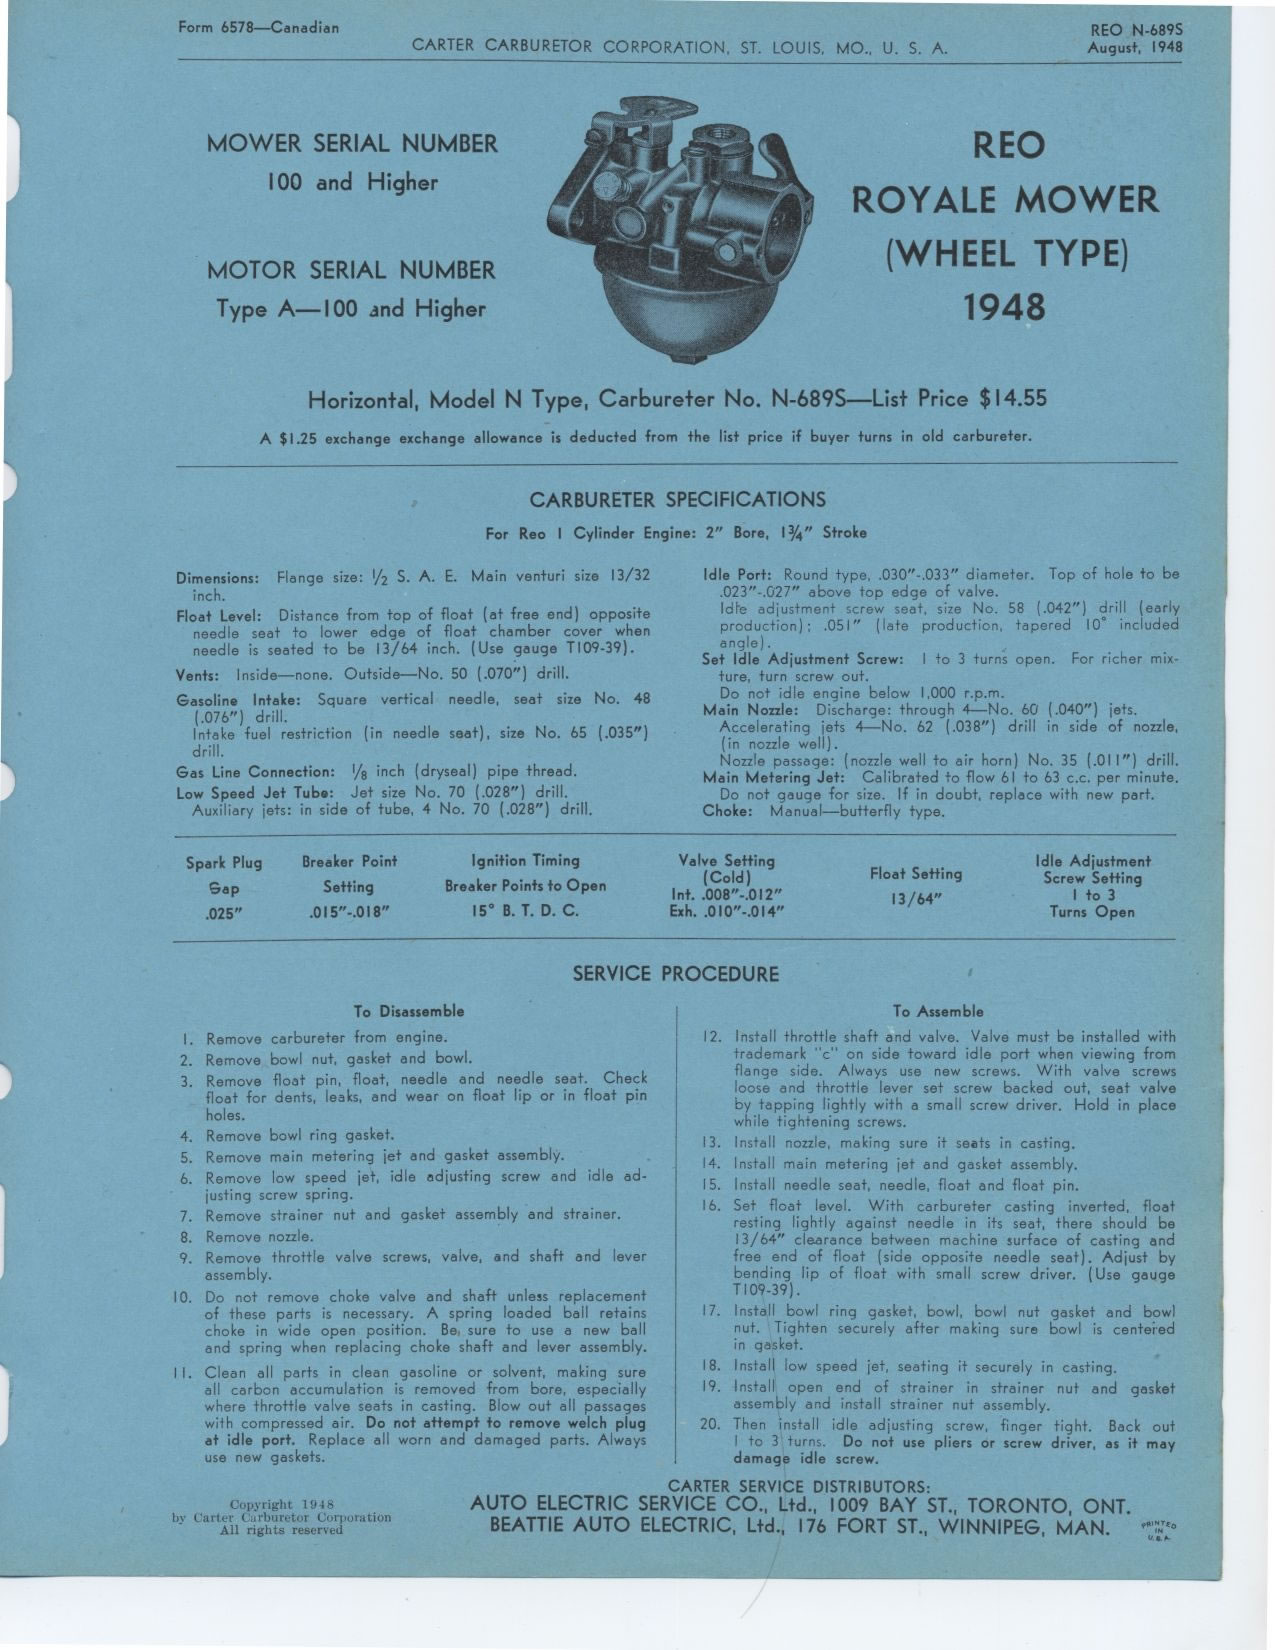 Form 6578—Canadian
CARTER CARBURETOR CORPORATION, ST. LOUIS, MO., U. S. A.
REO N-689S
August, 1948
MOWER SERIAL NUMBER
100 and Higher
MOTOR SERIAL NUMBER
Type A—100 and Higher
REO
ROYALE MOWER
(WHEEL TYPE)
1948
Horizontal, Model N Type, Carbureter No. N-689S—List Price $14.55
A $1.25 exchange exchange allowance is deducted from the list price if buyer turns in old carbureter.
CARBURETER SPECIFICATIONS
For Reo 1 Cylinder Engine: 2" Bore, 1¾" Stroke
Dimensions: Flange size: ½ S. A. E. Main venturi size 13/32
inch.
Float Level: Distance from top of float (at free end) opposite
needle seat to lower edge of float chamber cover when
needle is seated to be 13/64 inch. (Use gauge T109-39).
Vents: Inside—none. Outside—No. 50 (.070") drill.
Gasoline Intake: Square vertical needle, seat size No. 48
(.076") drill.
Intake fuel restriction (in needle seat), size No. 65 (.035")
drill.
Gas Line Connection: ⅛ inch (dryseal) pipe thread.
Low Speed Jet Tube: Jet size No. 70 (.028") drill.
Auxiliary jets: in side of tube, 4 No. 70 (.028") drill.
Idle Port: Round type, .030"-.033" diameter. Top of hole to be
.023"-.027" above top edge of valve.
Idle adjustment screw seat, size No. 58 (.042") drill (early
production); .051" (late production, tapered 10° included
angle).
Set Idle Adjustment Screw: 1 to 3 turns open. For richer mix-
ture, turn screw out.
Do not idle engine below 1,000 r.p.m.
Main Nozzle: Discharge: through 4—No. 60 (.040") jets.
Accelerating jets 4—No. 62 (.038") drill in side of nozzle,
(in nozzle well).
Nozzle passage: (nozzle well to air horn) No. 35 (.011") drill.
Main Metering Jet: Calibrated to flow 61 to 63 c.c. per minute.
Do not gauge for size. If in doubt, replace with new part.
Choke: Manual—butterfly type.
Spark Plug
Gap
.025"
Breaker Point
Setting
.015"-.018"
Ignition Timing
Breaker Points to Open
15° B. T. D. C.
Valve Setting
(Cold)
Int. .008"-.012"
Exh. .010"-.014"
Float Setting
13/64"
Idle Adjustment
Screw Setting
1 to 3
Turns Open
SERVICE PROCEDURE
To Disassemble
1. Remove carbureter from engine.
2. Remove bowl nut, gasket and bowl.
3. Remove float pin, float, needle and needle seat. Check
float for dents, leaks, and wear on float lip or in float pin
holes.
4. Remove bowl ring gasket.
5. Remove main metering jet and gasket assembly.
6. Remove low speed jet, idle adjusting screw and idle ad-
justing screw spring.
7. Remove strainer nut and gasket assembly and strainer.
8. Remove nozzle.
9. Remove throttle valve screws, valve, and shaft and lever
assembly.
10. Do not remove choke valve and shaft unless replacement
of these parts is necessary. A spring loaded ball retains
choke in wide open position. Be sure to use a new ball
and spring when replacing choke shaft and lever assembly.
11. Clean all parts in clean gasoline or solvent, making sure
all carbon accumulation is removed from bore, especially
where throttle valve seats in casting. Blow out all passages
with compressed air. Do not attempt to remove welch plug
at idle port. Replace all worn and damaged parts. Always
use new gaskets.
To Assemble
12. Install throttle shaft and valve. Valve must be installed with
trademark "c" on side toward idle port when viewing from
flange side. Always use new screws. With valve screws
loose and throttle lever set screw backed out, seat valve
by tapping lightly with a small screw driver. Hold in place
while tightening screws.
13. Install nozzle, making sure it seats in casting.
14. Install main metering jet and gasket assembly.
15. Install needle seat, needle, float and float pin.
16. Set float level. With carbureter casting inverted, float
resting lightly against needle in its seat, there should be
13/64" clearance between machine surface of casting and
free end of float (side opposite needle seat). Adjust by
bending lip of float with small screw driver. (Use gauge
T109-39).
17. Install bowl ring gasket, bowl, bowl nut gasket and bowl
nut. Tighten securely after making sure bowl is centered
in gasket.
18. Install low speed jet, seating it securely in casting.
19. Install open end of strainer in strainer nut and gasket
assembly and install strainer nut assembly.
20. Then install idle adjusting screw, finger tight. Back out
1 to 3 turns. Do not use pliers or screw driver, as it may
damage idle screw.
Copyright 1948
by Carter Carburetor Corporation
All rights reserved
CARTER SERVICE DISTRIBUTORS:
AUTO ELECTRIC SERVICE CO., Ltd., 1009 BAY ST., TORONTO, ONT.
BEATTIE AUTO ELECTRIC, Ltd., 176 FORT ST., WINNIPEG, MAN.
PRINTED
IN
U.S.A.